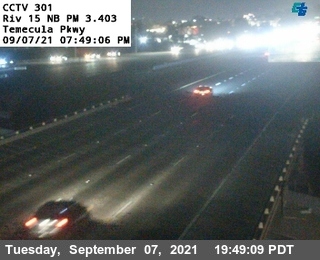 CCTV 301
Riv 15 NB PM 3.403
Temecula Pkwy
09/07/21 07:49:06 PM
Tuesday, September 07, 2021 19:49:09 PDT